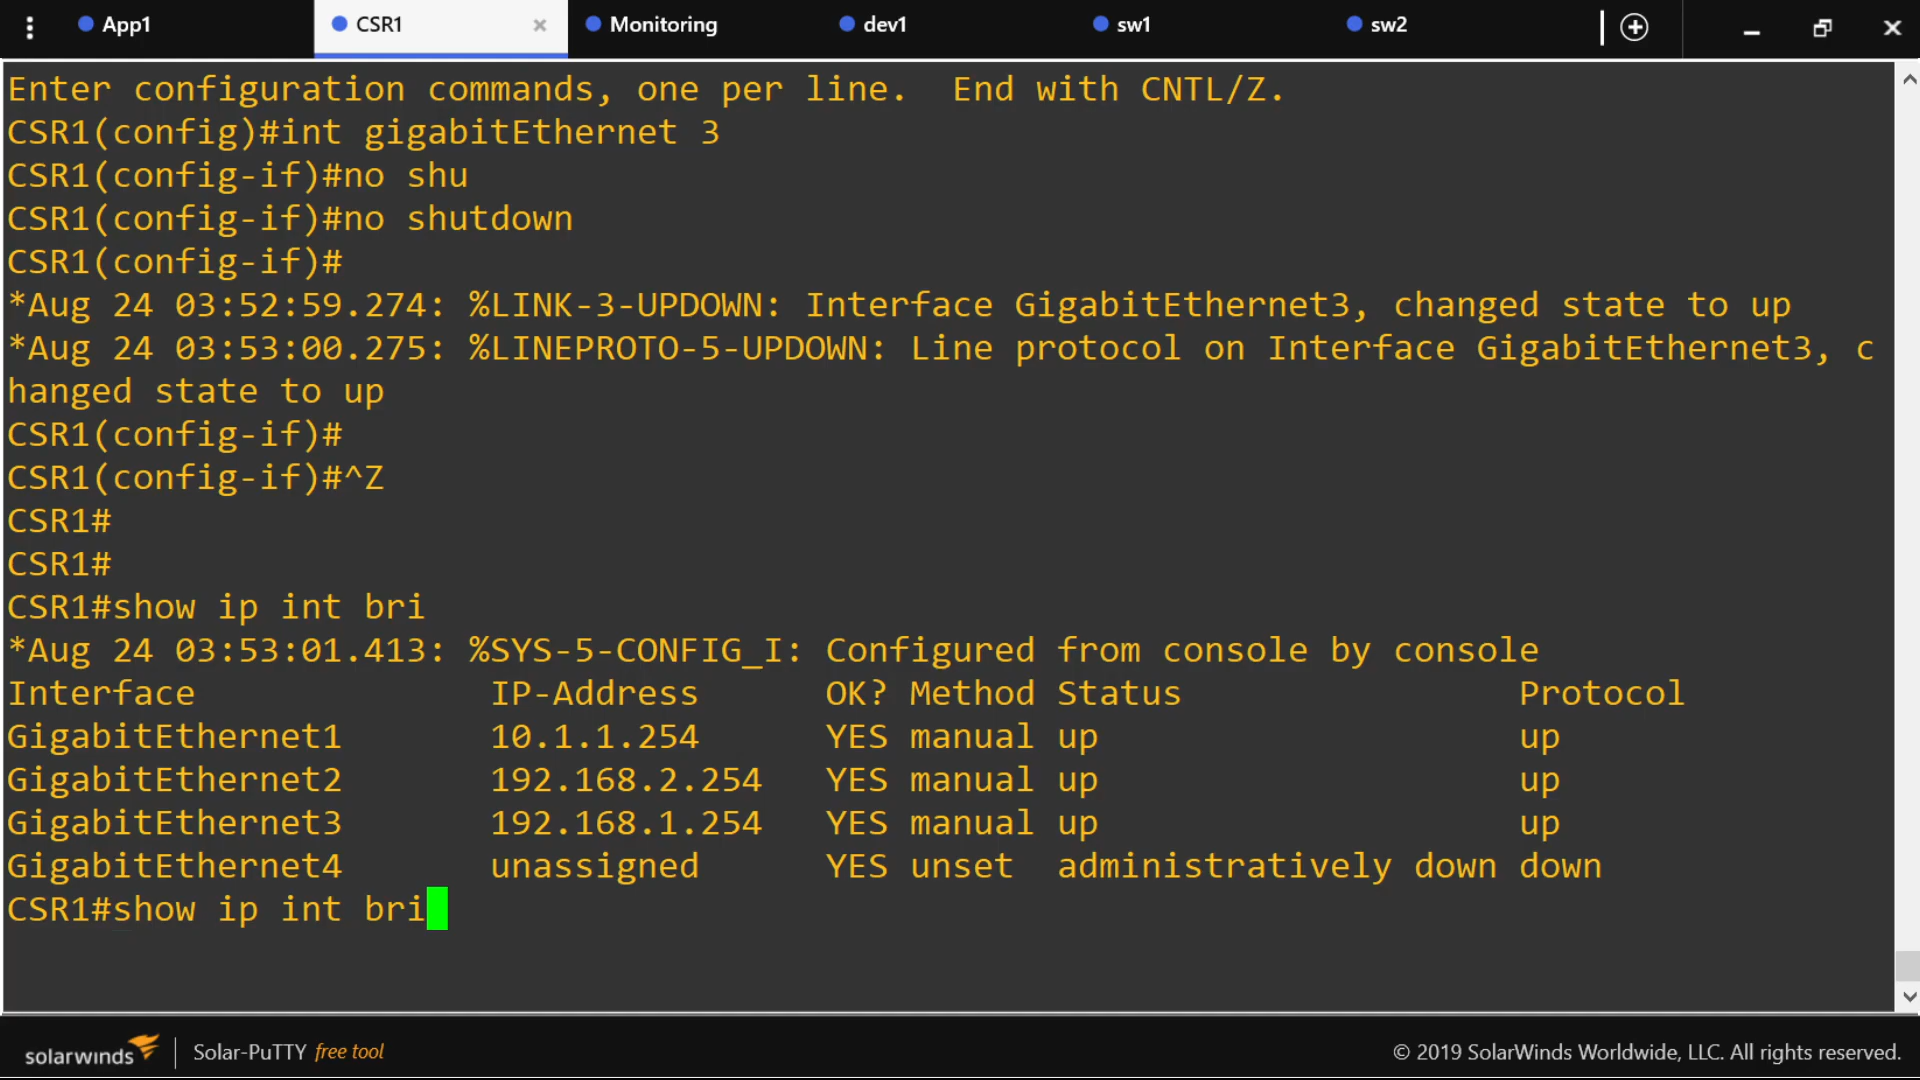 App1
CSR1
Monitoring
dev1
sw1
sw2
Enter configuration commands, one per line.  End with CNTL/Z.
CSR1(config)#int gigabitEthernet 3
CSR1(config-if)#no shu
CSR1(config-if)#no shutdown
CSR1(config-if)#
*Aug 24 03:52:59.274: %LINK-3-UPDOWN: Interface GigabitEthernet3, changed state to up
*Aug 24 03:53:00.275: %LINEPROTO-5-UPDOWN: Line protocol on Interface GigabitEthernet3, c
hanged state to up
CSR1(config-if)#
CSR1(config-if)#^Z
CSR1#
CSR1#
CSR1#show ip int bri
*Aug 24 03:53:01.413: %SYS-5-CONFIG_I: Configured from console by console
Interface              IP-Address      OK? Method Status                Protocol
GigabitEthernet1       10.1.1.254      YES manual up                    up
GigabitEthernet2       192.168.2.254   YES manual up                    up
GigabitEthernet3       192.168.1.254   YES manual up                    up
GigabitEthernet4       unassigned      YES unset  administratively down down
CSR1#show ip int bri
solarwinds
Solar-PuTTY free tool
© 2019 SolarWinds Worldwide, LLC. All rights reserved.